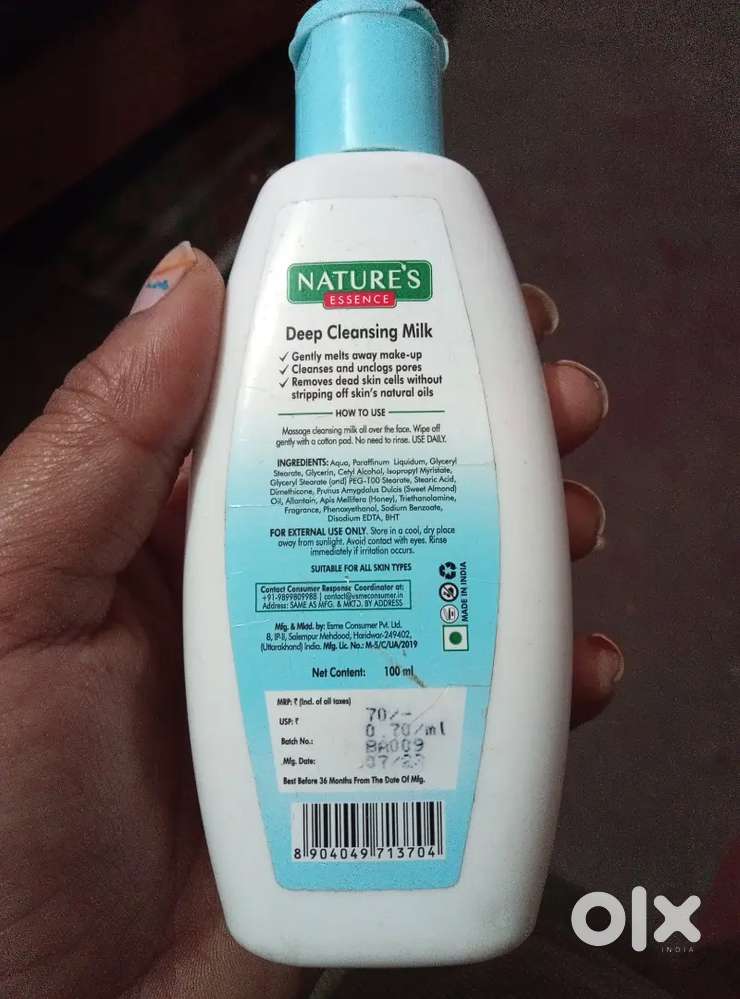 NATURE'S
ESSENCE
Deep Cleansing Milk
✓ Gently melts away make-up
✓ Cleanses and unclogs pores
✓ Removes dead skin cells without
stripping off skin's natural oils
HOW TO USE
Massage cleansing milk all over the face. Wipe off
gently with a cotton pad. No need to rinse. USE DAILY.
INGREDIENTS: Aqua, Paraffinum Liquidum, Glyceryl
Stearate, Glycerin, Cetyl Alcohol, Isopropyl Myristate,
Glyceryl Stearate (and) PEG-100 Stearate, Stearic Acid,
Dimethicone, Prunus Amygdalus Dulcis (Sweet Almond)
Oil, Allantoin, Apis Mellifera (Honey), Triethanolamine,
Fragrance, Phenoxyethanol, Sodium Benzoate,
Disodium EDTA, BHT
FOR EXTERNAL USE ONLY. Store in a cool, dry place
away from sunlight. Avoid contact with eyes. Rinse
immediately if irritation occurs.
SUITABLE FOR ALL SKIN TYPES
Contact Consumer Response Coordinator at:
+91-9899809988 | contact@esmeconsumer.in
Address: SAME AS MFG. & MKTD. BY ADDRESS
MADE IN INDIA
Mfg. & Mktd. by: Esme Consumer Pvt. Ltd.
8, IP-II, Salempur Mehdood, Haridwar-249402,
(Uttarakhand) India. Mfg. Lic. No.: M-5/C/UA/2019
Net Content: 100 ml
MRP: ₹ (Incl. of all taxes) 70/-
USP: ₹ 0.70/ml
Batch No.: BA009
Mfg. Date:
Best Before 36 Months From The Date Of Mfg.
8 904049 713704
olx
INDIA